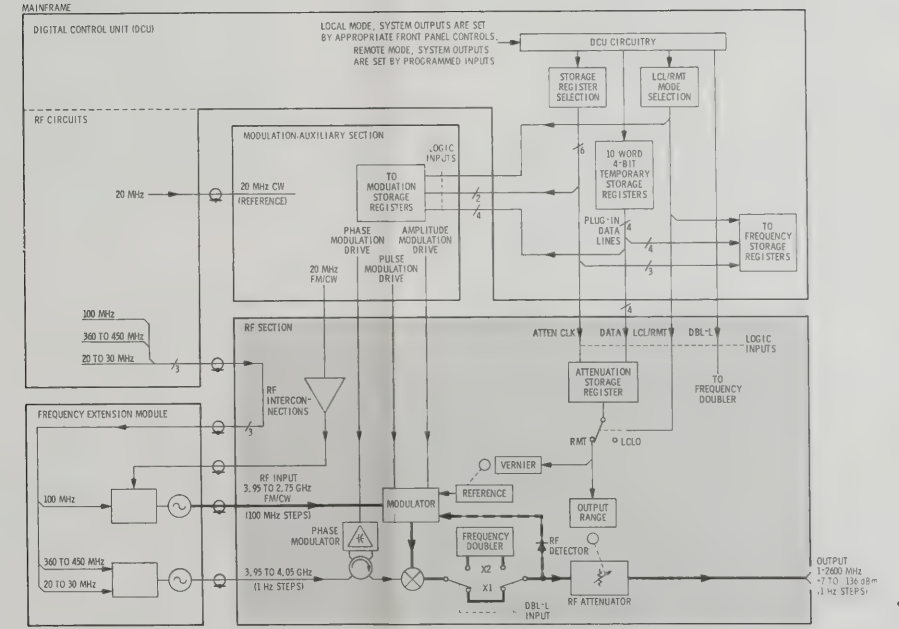 MAINFRAME
DIGITAL CONTROL UNIT (DCU)
LOCAL MODE, SYSTEM OUTPUTS ARE SET
BY APPROPRIATE FRONT PANEL CONTROLS.
REMOTE MODE, SYSTEM OUTPUTS
ARE SET BY PROGRAMMED INPUTS
DCU CIRCUITRY
STORAGE
REGISTER
SELECTION
LCL/RMT
MODE
SELECTION
RF CIRCUITS
MODULATION-AUXILIARY SECTION
LOGIC
INPUTS
6
10 WORD
4-BIT
TEMPORARY
STORAGE
REGISTERS
20 MHz
20 MHz CW
(REFERENCE)
TO
MODUATION
STORAGE
REGISTERS
2
4
PLUG-IN
DATA
LINES
4
4
3
TO
FREQUENCY
STORAGE
REGISTERS
PHASE
MODULATION
DRIVE
AMPLITUDE
MODULATION
DRIVE
PULSE
MODULATION
DRIVE
20 MHz
FM/CW
4
100 MHz
360 TO 450 MHz
20 TO 30 MHz
3
RF SECTION
ATTEN CLK
DATA
LCL/RMT
DBL-L
LOGIC
INPUTS
ATTENUATION
STORAGE
REGISTER
TO
FREQUENCY
DOUBLER
RF
INTERCON-
NECTIONS
FREQUENCY EXTENSION MODULE
3
RMT
LCLO
VERNIER
RF INPUT
3.95 TO 2.75 GHz
FM/CW
(100 MHz STEPS)
100 MHz
MODULATOR
REFERENCE
OUTPUT
RANGE
PHASE
MODULATOR
FREQUENCY
DOUBLER
RF
DETECTOR
360 TO 450 MHz
20 TO 30 MHz
3.95 TO 4.05 GHz
(1 Hz STEPS)
X2
X1
DBL-L
INPUT
RF ATTENUATOR
OUTPUT
1-2600 MHz
+7 TO 136 dBm
(1 Hz STEPS)